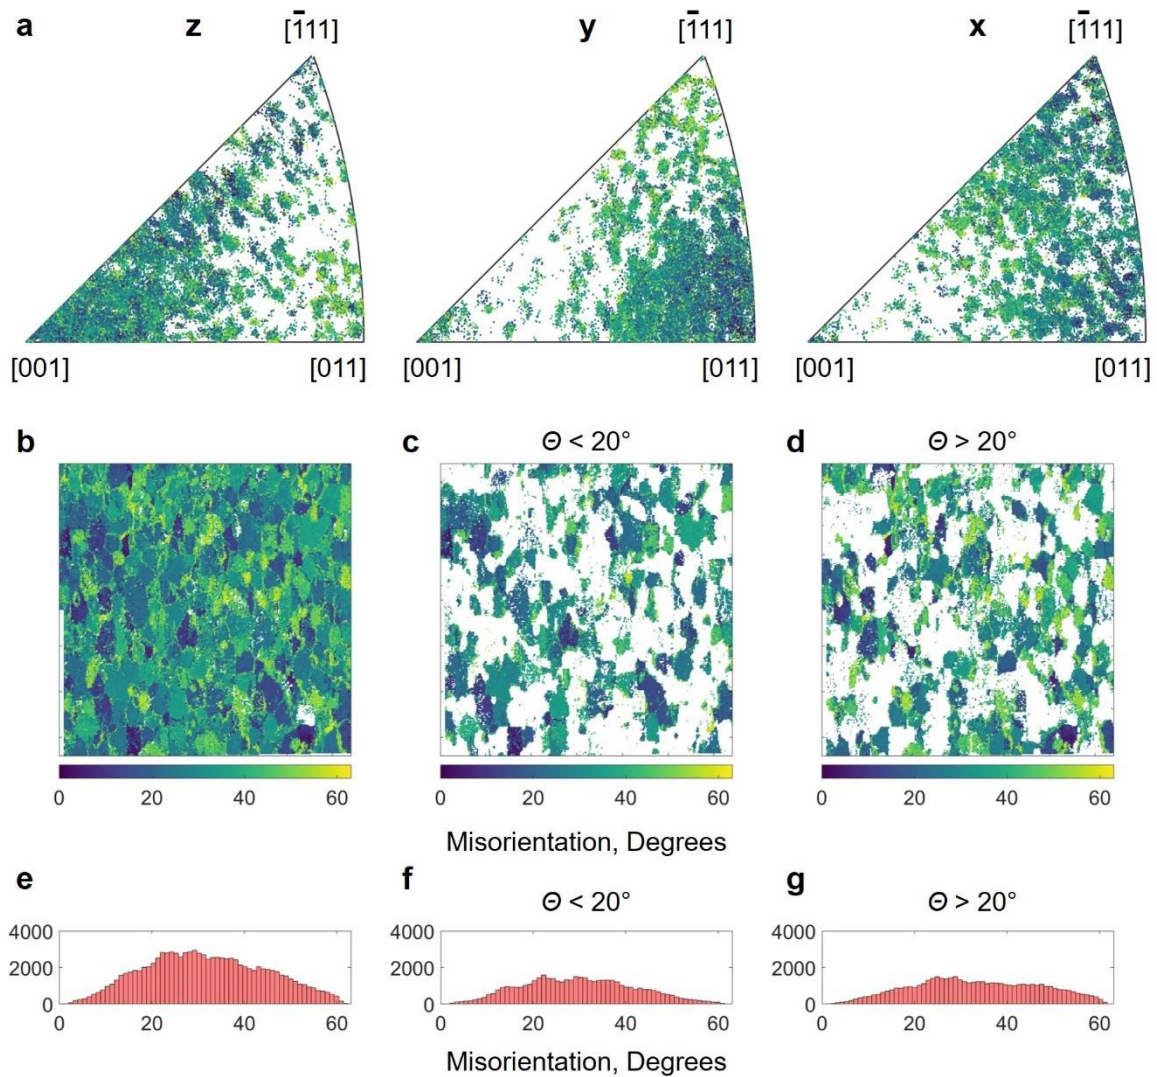 a z [1̄11] y [1̄11] x [1̄11]
[001] [011] [001] [011] [001] [011]
b c Θ < 20° d Θ > 20°
0 20 40 60 0 20 40 60 0 20 40 60
Misorientation, Degrees
e f g
Θ < 20° Θ > 20°
4000 4000 4000
2000 2000 2000
0 0 0
0 20 40 60 0 20 40 60 0 20 40 60
Misorientation, Degrees